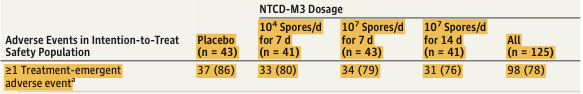 NTCD-M3 Dosage
Adverse Events in Intention-to-Treat Safety Population	Placebo (n = 43)	10⁴ Spores/d for 7 d (n = 41)	10⁷ Spores/d for 7 d (n = 43)	10⁷ Spores/d for 14 d (n = 41)	All (n = 125)
≥1 Treatment-emergent adverse eventᵃ	37 (86)	33 (80)	34 (79)	31 (76)	98 (78)